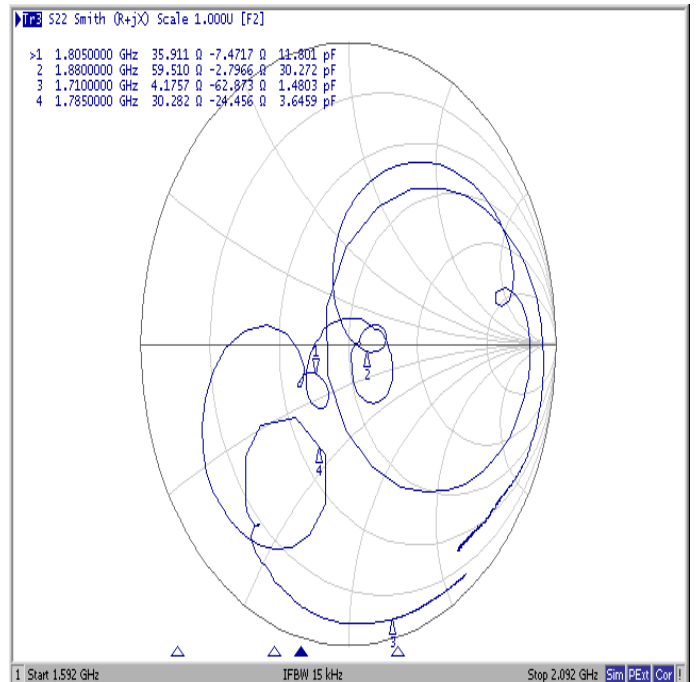 Tr3 S22 Smith (R+jX) Scale 1.000U [F2]
>1 1.8050000 GHz 35.911 Ω -7.4717 Ω 11.801 pF
2 1.8800000 GHz 59.510 Ω -2.7966 Ω 30.272 pF
3 1.7100000 GHz 4.1757 Ω -62.873 Ω 1.4803 pF
4 1.7850000 GHz 30.282 Ω -24.456 Ω 3.6459 pF
1
2
4
3
1 Start 1.592 GHz IFBW 15 kHz Stop 2.092 GHz Sim PExt Cor !